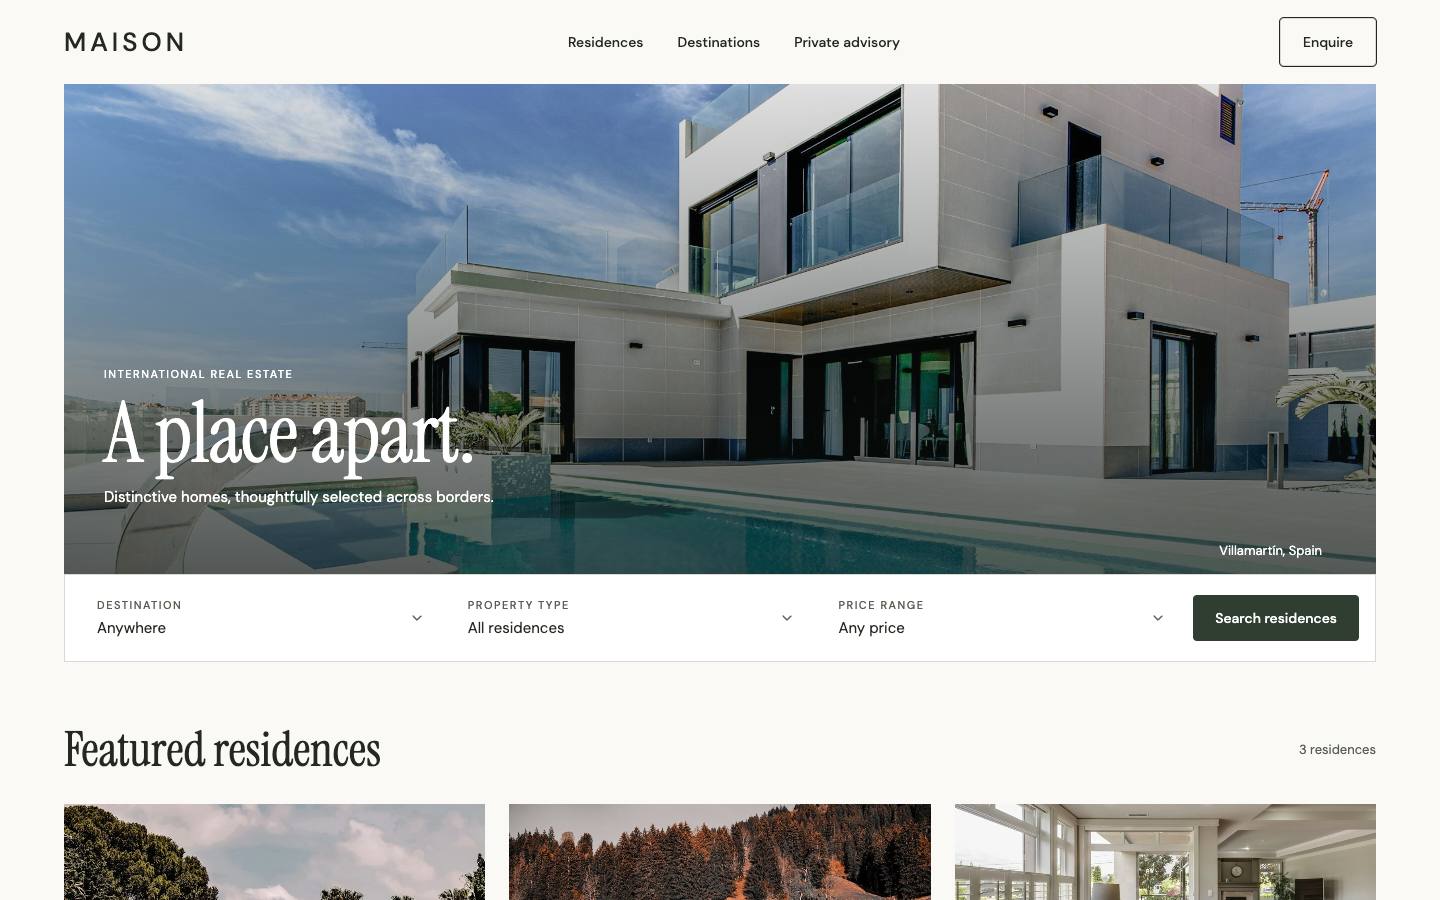 MAISON
Residences
Destinations
Private advisory
Enquire
INTERNATIONAL REAL ESTATE
A place apart.
Distinctive homes, thoughtfully selected across borders.
Villamartín, Spain
DESTINATION
Anywhere
PROPERTY TYPE
All residences
PRICE RANGE
Any price
Search residences
Featured residences
3 residences